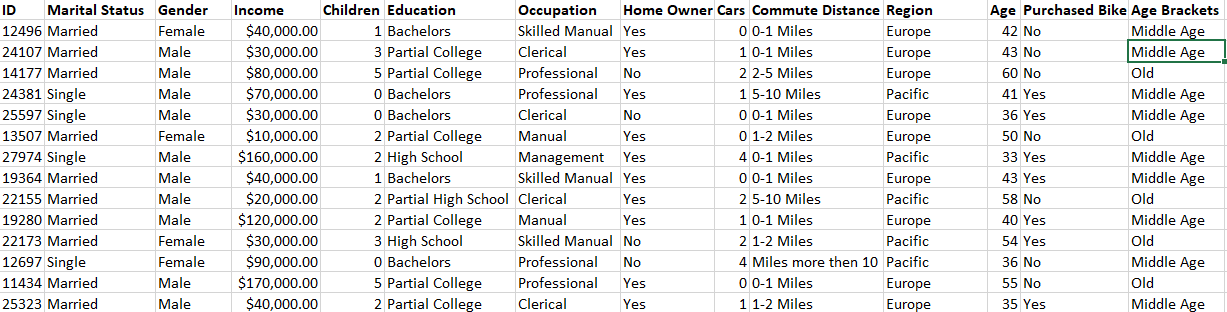 ID Marital Status Gender Income Children Education Occupation Home Owner Cars Commute Distance Region Age Purchased Bike Age Brackets
12496 Married Female $40,000.00 1 Bachelors Skilled Manual Yes 0 0-1 Miles Europe 42 No Middle Age
24107 Married Male $30,000.00 3 Partial College Clerical Yes 1 0-1 Miles Europe 43 No Middle Age
14177 Married Male $80,000.00 5 Partial College Professional No 2 2-5 Miles Europe 60 No Old
24381 Single Male $70,000.00 0 Bachelors Professional Yes 1 5-10 Miles Pacific 41 Yes Middle Age
25597 Single Male $30,000.00 0 Bachelors Clerical No 0 0-1 Miles Europe 36 Yes Middle Age
13507 Married Female $10,000.00 2 Partial College Manual Yes 0 1-2 Miles Europe 50 No Old
27974 Single Male $160,000.00 2 High School Management Yes 4 0-1 Miles Pacific 33 Yes Middle Age
19364 Married Male $40,000.00 1 Bachelors Skilled Manual Yes 0 0-1 Miles Europe 43 Yes Middle Age
22155 Married Male $20,000.00 2 Partial High School Clerical Yes 2 5-10 Miles Pacific 58 No Old
19280 Married Male $120,000.00 2 Partial College Manual Yes 1 0-1 Miles Europe 40 Yes Middle Age
22173 Married Female $30,000.00 3 High School Skilled Manual No 2 1-2 Miles Pacific 54 Yes Old
12697 Single Female $90,000.00 0 Bachelors Professional No 4 Miles more then 10 Pacific 36 No Middle Age
11434 Married Male $170,000.00 5 Partial College Professional Yes 0 0-1 Miles Europe 55 No Old
25323 Married Male $40,000.00 2 Partial College Clerical Yes 1 1-2 Miles Europe 35 Yes Middle Age